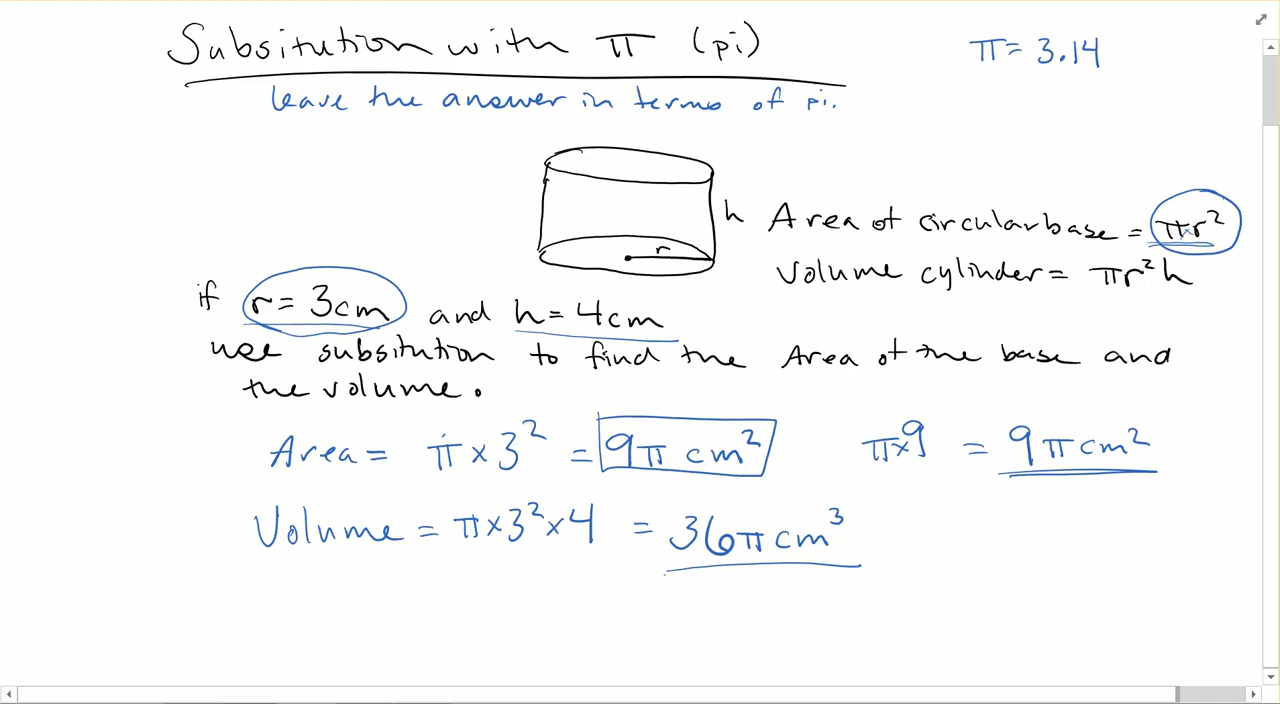 Subsitution with π (pi)
π = 3.14
leave the answer in terms of pi.
h
r
Area of circular base = π×r²
Volume cylinder = πr²h
if r = 3cm and h = 4cm
use subsitution to find the Area of the base and
the volume.
Area = π × 3² = 9π cm² π×9 = 9π cm²
Volume = π×3²×4 = 36π cm³